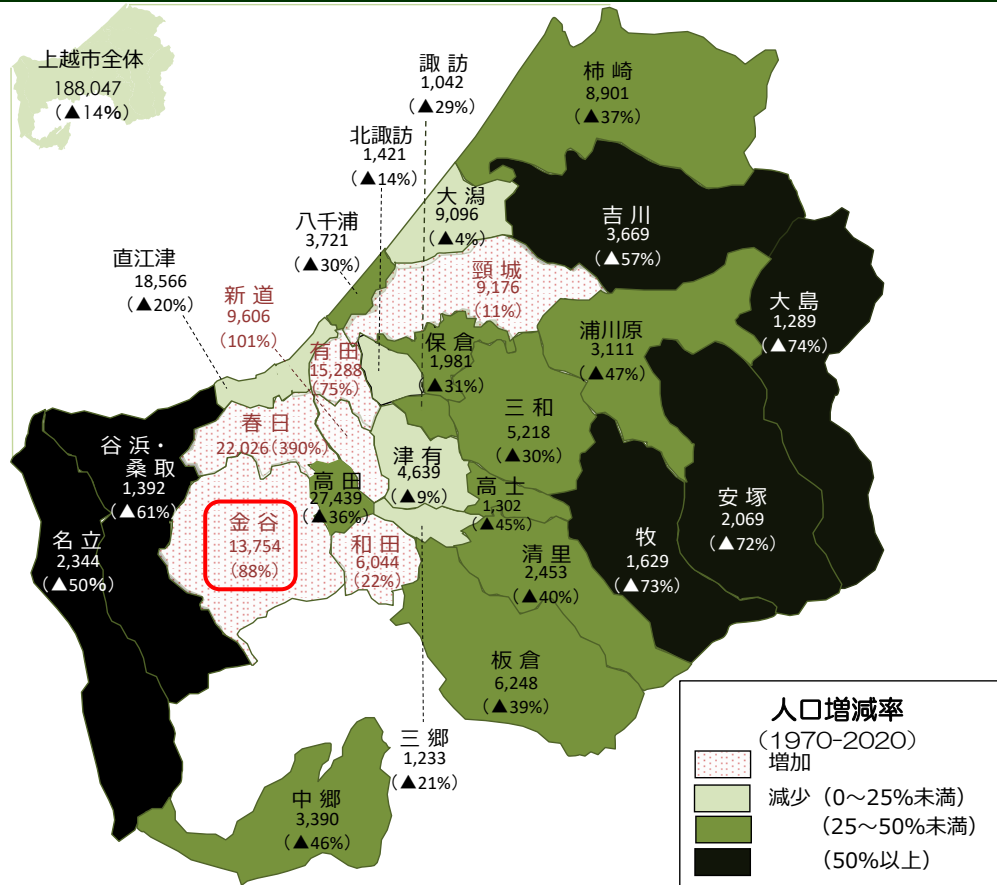 上越市全体
188,047
(▲14%)
諏 訪
1,042
(▲29%)
柿 崎
8,901
(▲37%)
北諏訪
1,421
(▲14%)
大 潟
9,096
(▲4%)
吉 川
3,669
(▲57%)
八千浦
3,721
(▲30%)
直江津
18,566
(▲20%)
新 道
9,606
(101%)
頸 城
9,176
(11%)
大 島
1,289
(▲74%)
有 田
15,288
(75%)
保 倉
1,981
(▲31%)
浦川原
3,111
(▲47%)
三 和
5,218
(▲30%)
春 日
22,026(390%)
谷 浜・
桑 取
1,392
(▲61%)
津 有
4,639
(▲9%)
高 田
27,439
(▲36%)
高 士
1,302
(▲45%)
安 塚
2,069
(▲72%)
金 谷
13,754
(88%)
和 田
6,044
(22%)
名 立
2,344
(▲50%)
牧
1,629
(▲73%)
清 里
2,453
(▲40%)
板 倉
6,248
(▲39%)
三 郷
1,233
(▲21%)
中 郷
3,390
(▲46%)
人口増減率
(1970-2020)
増加
減少(0~25%未満)
(25~50%未満)
(50%以上)